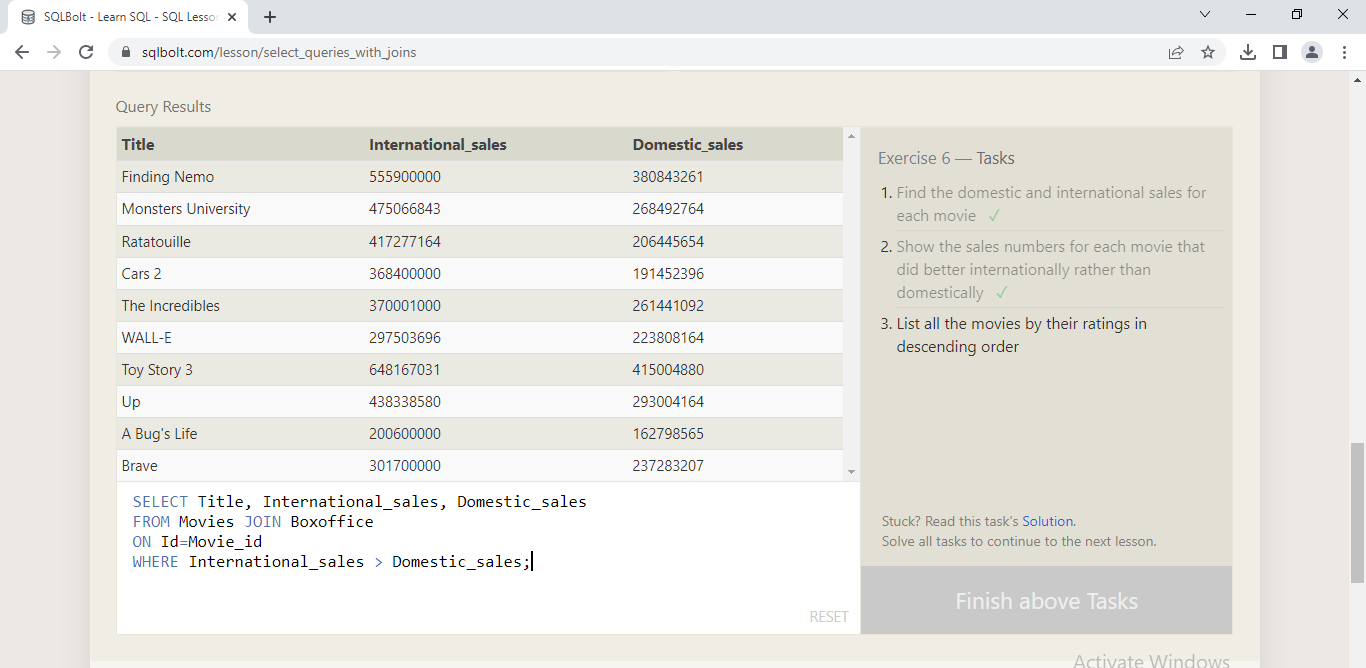 SQLBolt - Learn SQL - SQL Lesson
sqlbolt.com/lesson/select_queries_with_joins
Query Results
Title International_sales Domestic_sales
Finding Nemo 555900000 380843261
Monsters University 475066843 268492764
Ratatouille 417277164 206445654
Cars 2 368400000 191452396
The Incredibles 370001000 261441092
WALL-E 297503696 223808164
Toy Story 3 648167031 415004880
Up 438338580 293004164
A Bug's Life 200600000 162798565
Brave 301700000 237283207
SELECT Title, International_sales, Domestic_sales
FROM Movies JOIN Boxoffice
ON Id=Movie_id
WHERE International_sales > Domestic_sales;
RESET
Exercise 6 — Tasks
1. Find the domestic and international sales for
each movie ✓
2. Show the sales numbers for each movie that
did better internationally rather than
domestically ✓
3. List all the movies by their ratings in
descending order
Stuck? Read this task's Solution.
Solve all tasks to continue to the next lesson.
Finish above Tasks
Activate Windows